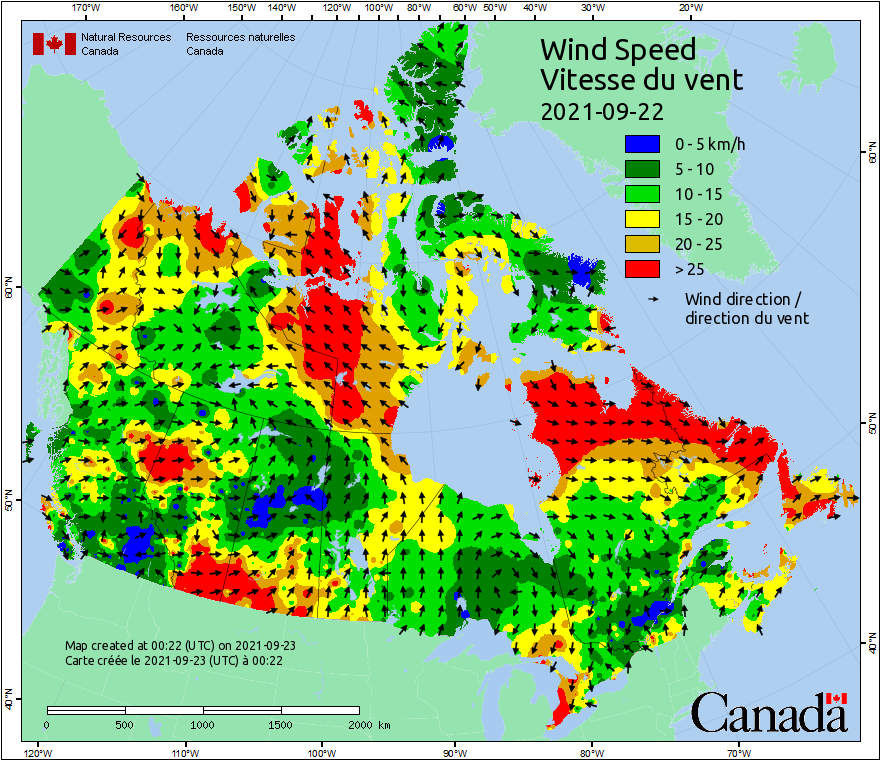 170°W 160°W 150°W 140°W 130°W 120°W 110°W 100°W 90°W 80°W 70°W 60°W 50°W 40°W 30°W 20°W
Natural Resources Canada
Ressources naturelles Canada
Wind Speed
Vitesse du vent
2021-09-22
0 - 5 km/h
5 - 10
10 - 15
15 - 20
20 - 25
> 25
Wind direction /
direction du vent
60°N
60°N
50°N
50°N
40°N
40°N
Map created at 00:22 (UTC) on 2021-09-23
Carte créée le 2021-09-23 (UTC) à 00:22
0 500 1000 1500 2000 km
Canada
120°W 110°W 100°W 90°W 80°W 70°W